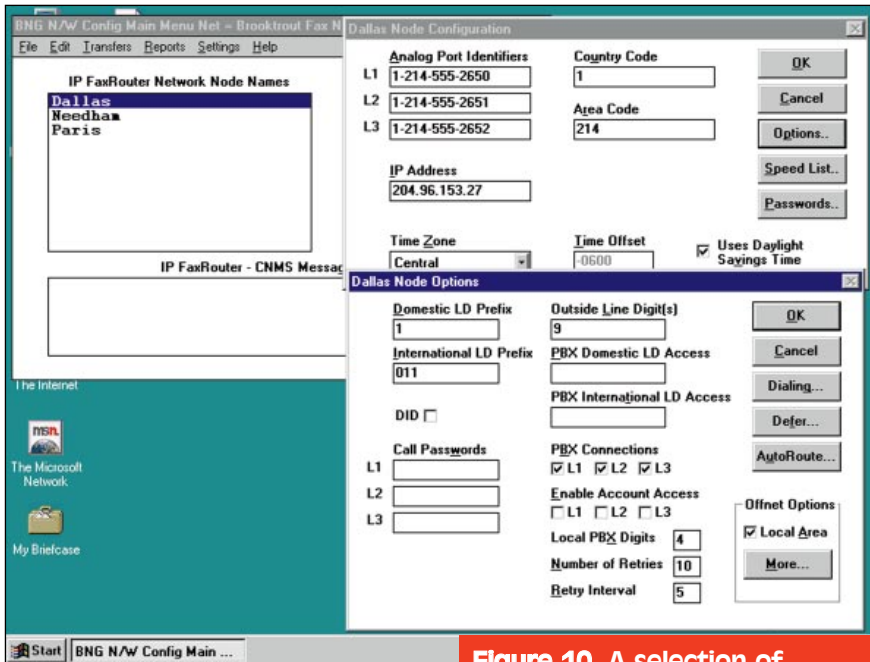 BNG N/W Config Main Menu Net – Brooktrout Fax N
File Edit Transfers Reports Settings Help
IP FaxRouter Network Node Names
Dallas
Needham
Paris
IP FaxRouter - CNMS Messag
Dallas Node Configuration
Analog Port Identifiers
L1 1-214-555-2650
L2 1-214-555-2651
L3 1-214-555-2652
IP Address
204.96.153.27
Time Zone
Central
Country Code
1
Area Code
214
Time Offset
-0600
Uses Daylight
Savings Time
OK
Cancel
Options..
Speed List..
Passwords..
Dallas Node Options
Domestic LD Prefix
1
International LD Prefix
011
DID
Call Passwords
L1
L2
L3
Outside Line Digit(s)
9
PBX Domestic LD Access
PBX International LD Access
PBX Connections
L1 L2 L3
Enable Account Access
L1 L2 L3
Local PBX Digits 4
Number of Retries 10
Retry Interval 5
OK
Cancel
Dialing...
Defer...
AutoRoute...
Offnet Options
Local Area
More...
The Internet
msn.
The Microsoft
Network
My Briefcase
Start BNG N/W Config Main ...
Figure 10. A selection of